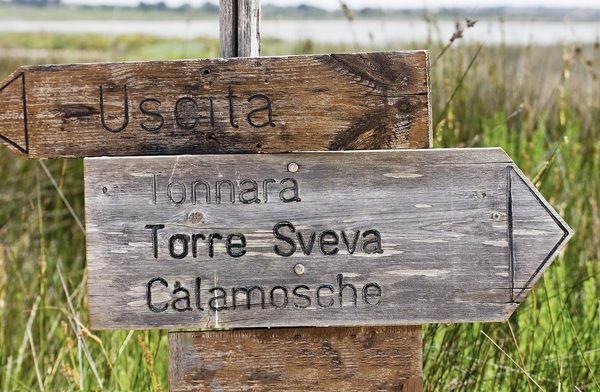 Uscita
Tonnara
Torre Sveva
Calamosche